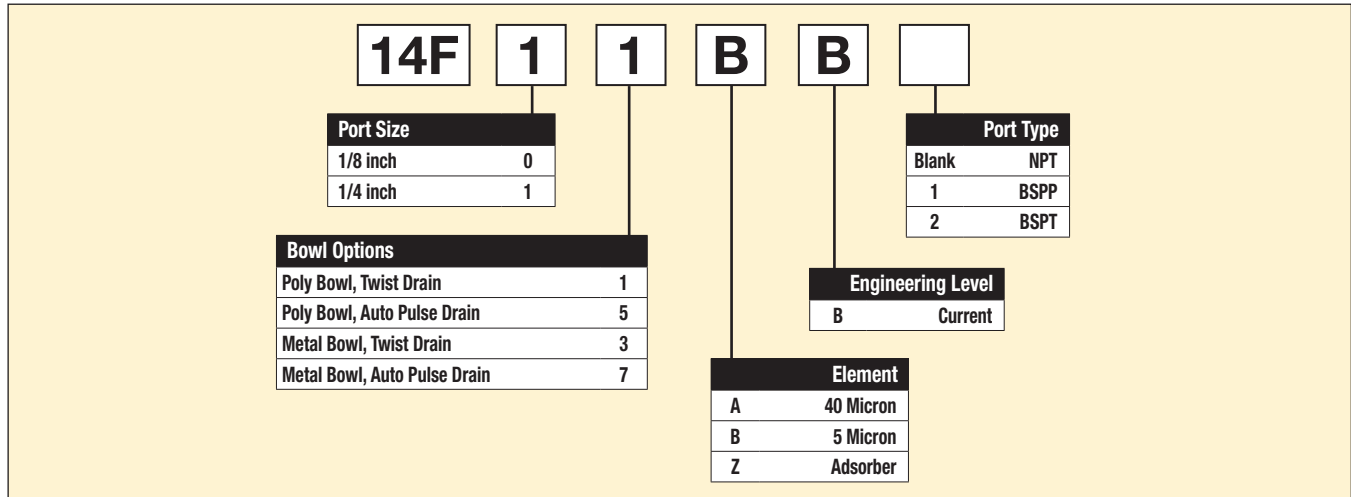 14F 1 1 B B
Port Size
1/8 inch 0
1/4 inch 1
Port Type
Blank NPT
1 BSPP
2 BSPT
Bowl Options
Poly Bowl, Twist Drain 1
Poly Bowl, Auto Pulse Drain 5
Metal Bowl, Twist Drain 3
Metal Bowl, Auto Pulse Drain 7
Engineering Level
B Current
Element
A 40 Micron
B 5 Micron
Z Adsorber